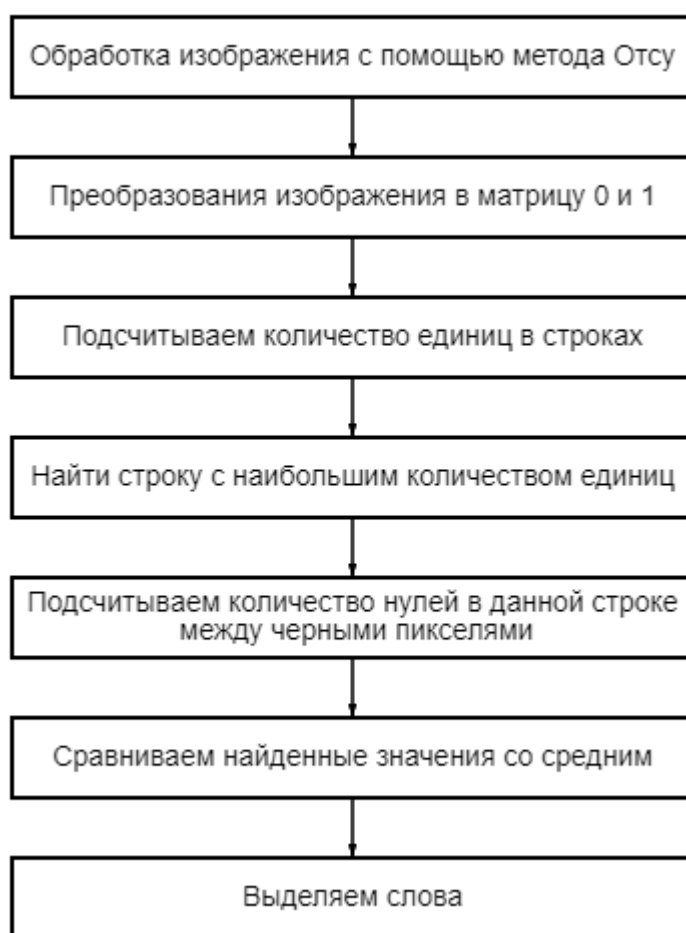 Обработка изображения с помощью метода Отсу
Преобразования изображения в матрицу 0 и 1
Подсчитываем количество единиц в строках
Найти строку с наибольшим количеством единиц
Подсчитываем количество нулей в данной строке
между черными пикселями
Сравниваем найденные значения со средним
Выделяем слова